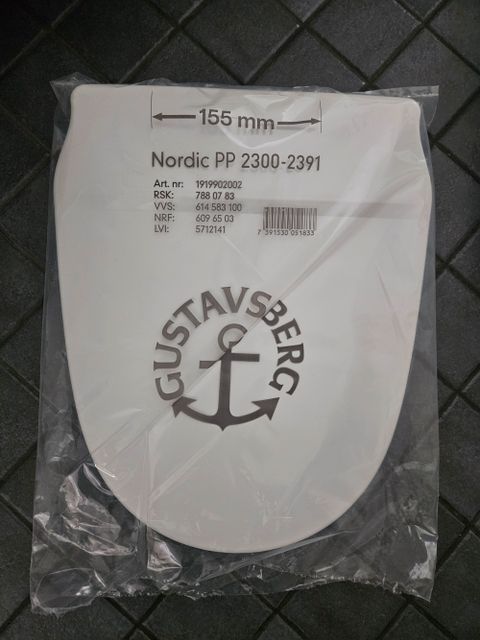 155 mm
Nordic PP 2300-2391
Art. nr: 1919902002
RSK: 788 07 83
VVS: 614 583 100
NRF: 609 65 03
LVI: 5712141
7 391530 051833
GUSTAVSBERG